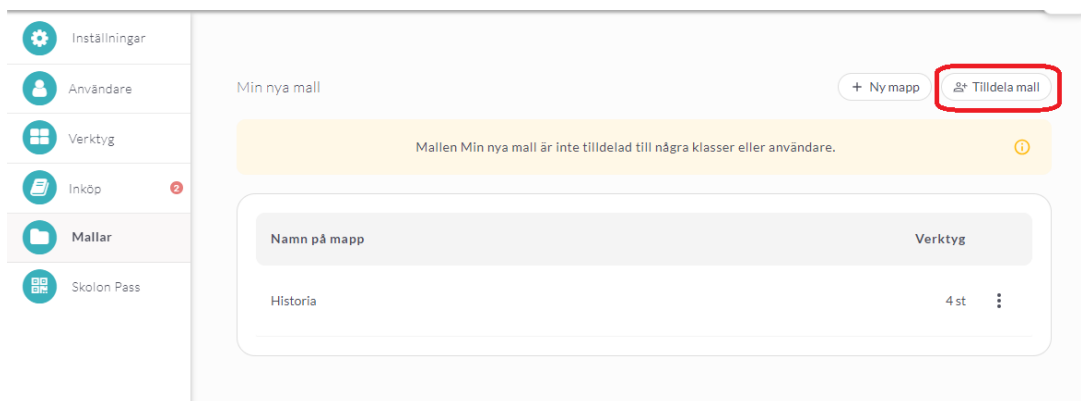 Inställningar
Användare
Verktyg
Inköp 2
Mallar
Skolon Pass
Min nya mall
+ Ny mapp
Tilldela mall
Mallen Min nya mall är inte tilldelad till några klasser eller användare.
Namn på mapp Verktyg
Historia 4 st